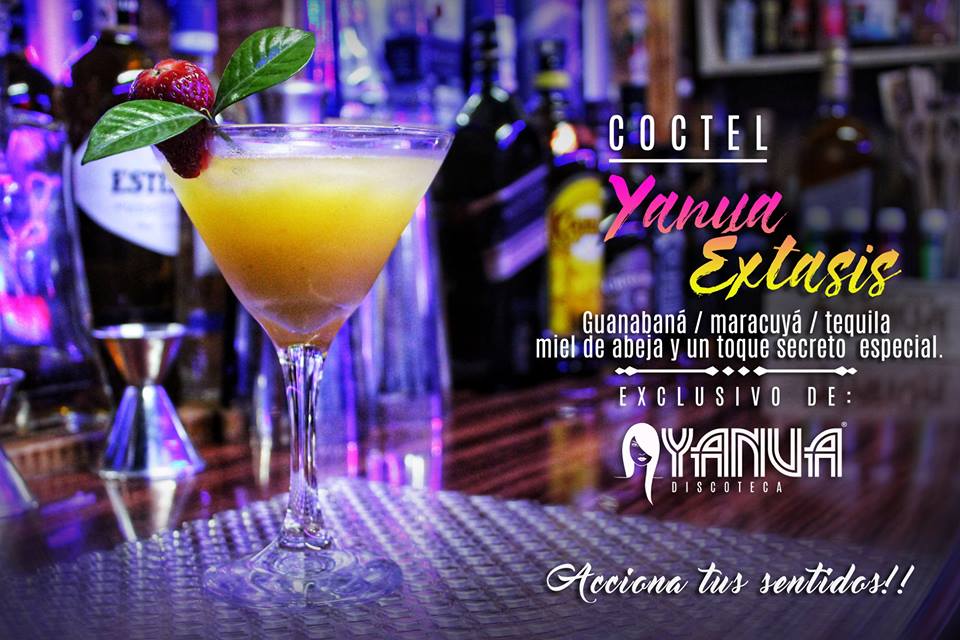 COCTEL
Yanua
Éxtasis
Guanabaná / maracuyá / tequila
miel de abeja y un toque secreto especial.
EXCLUSIVO DE:
YANUA®
DISCOTECA
Acciona tus sentidos!!